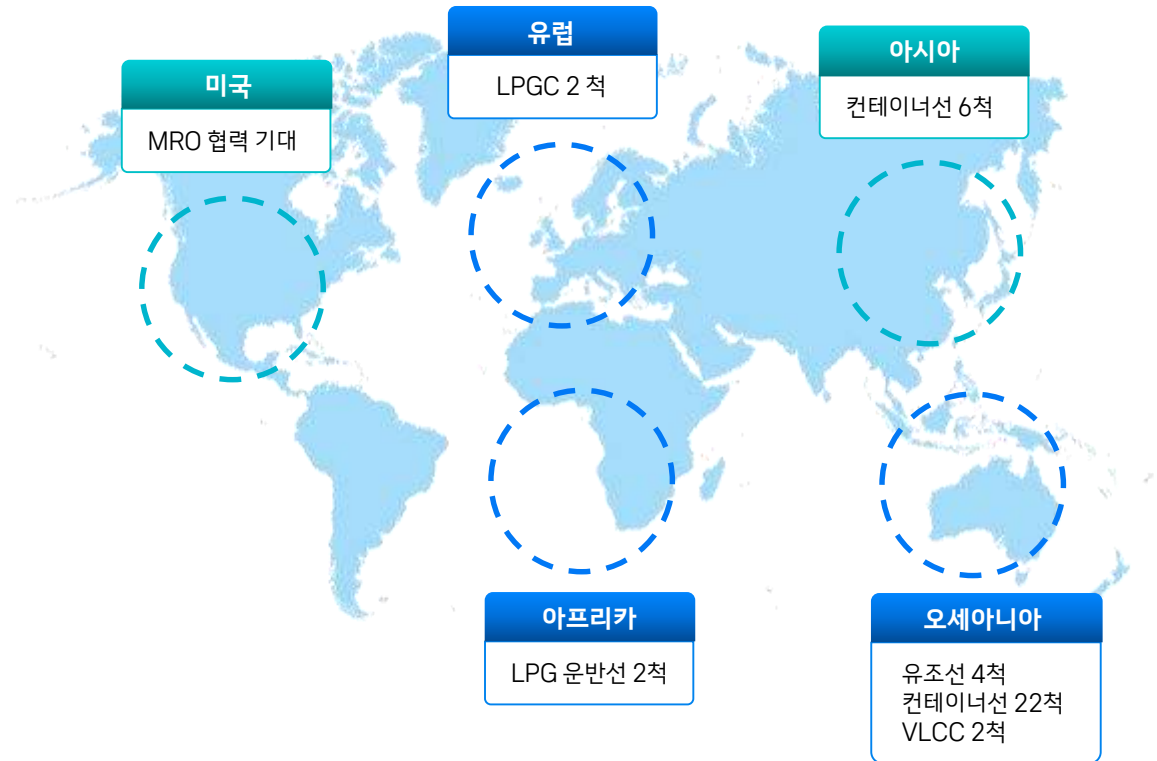 유럽
LPGC 2 척
아시아
컨테이너선 6척
미국
MRO 협력 기대
아프리카
LPG 운반선 2척
오세아니아
유조선 4척
컨테이너선 22척
VLCC 2척